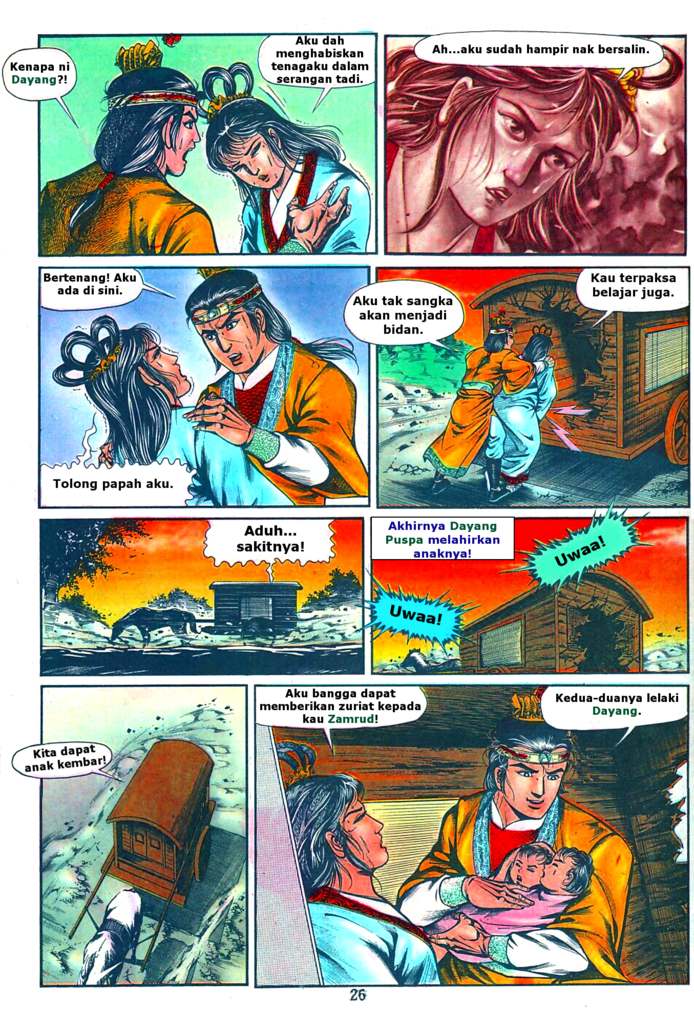 Kenapa ni
Dayang?!
Aku dah
menghabiskan
tenagaku dalam
serangan tadi.
Ah...aku sudah hampir nak bersalin.
Bertenang! Aku
ada di sini.
Tolong papah aku.
Aku tak sangka
akan menjadi
bidan.
Kau terpaksa
belajar juga.
Aduh...
sakitnya!
Akhirnya Dayang
Puspa melahirkan
anaknya!
Uwaa!
Uwaa!
Kita dapat
anak kembar!
Aku bangga dapat
memberikan zuriat kepada
kau Zamrud!
Kedua-duanya lelaki
Dayang.
26